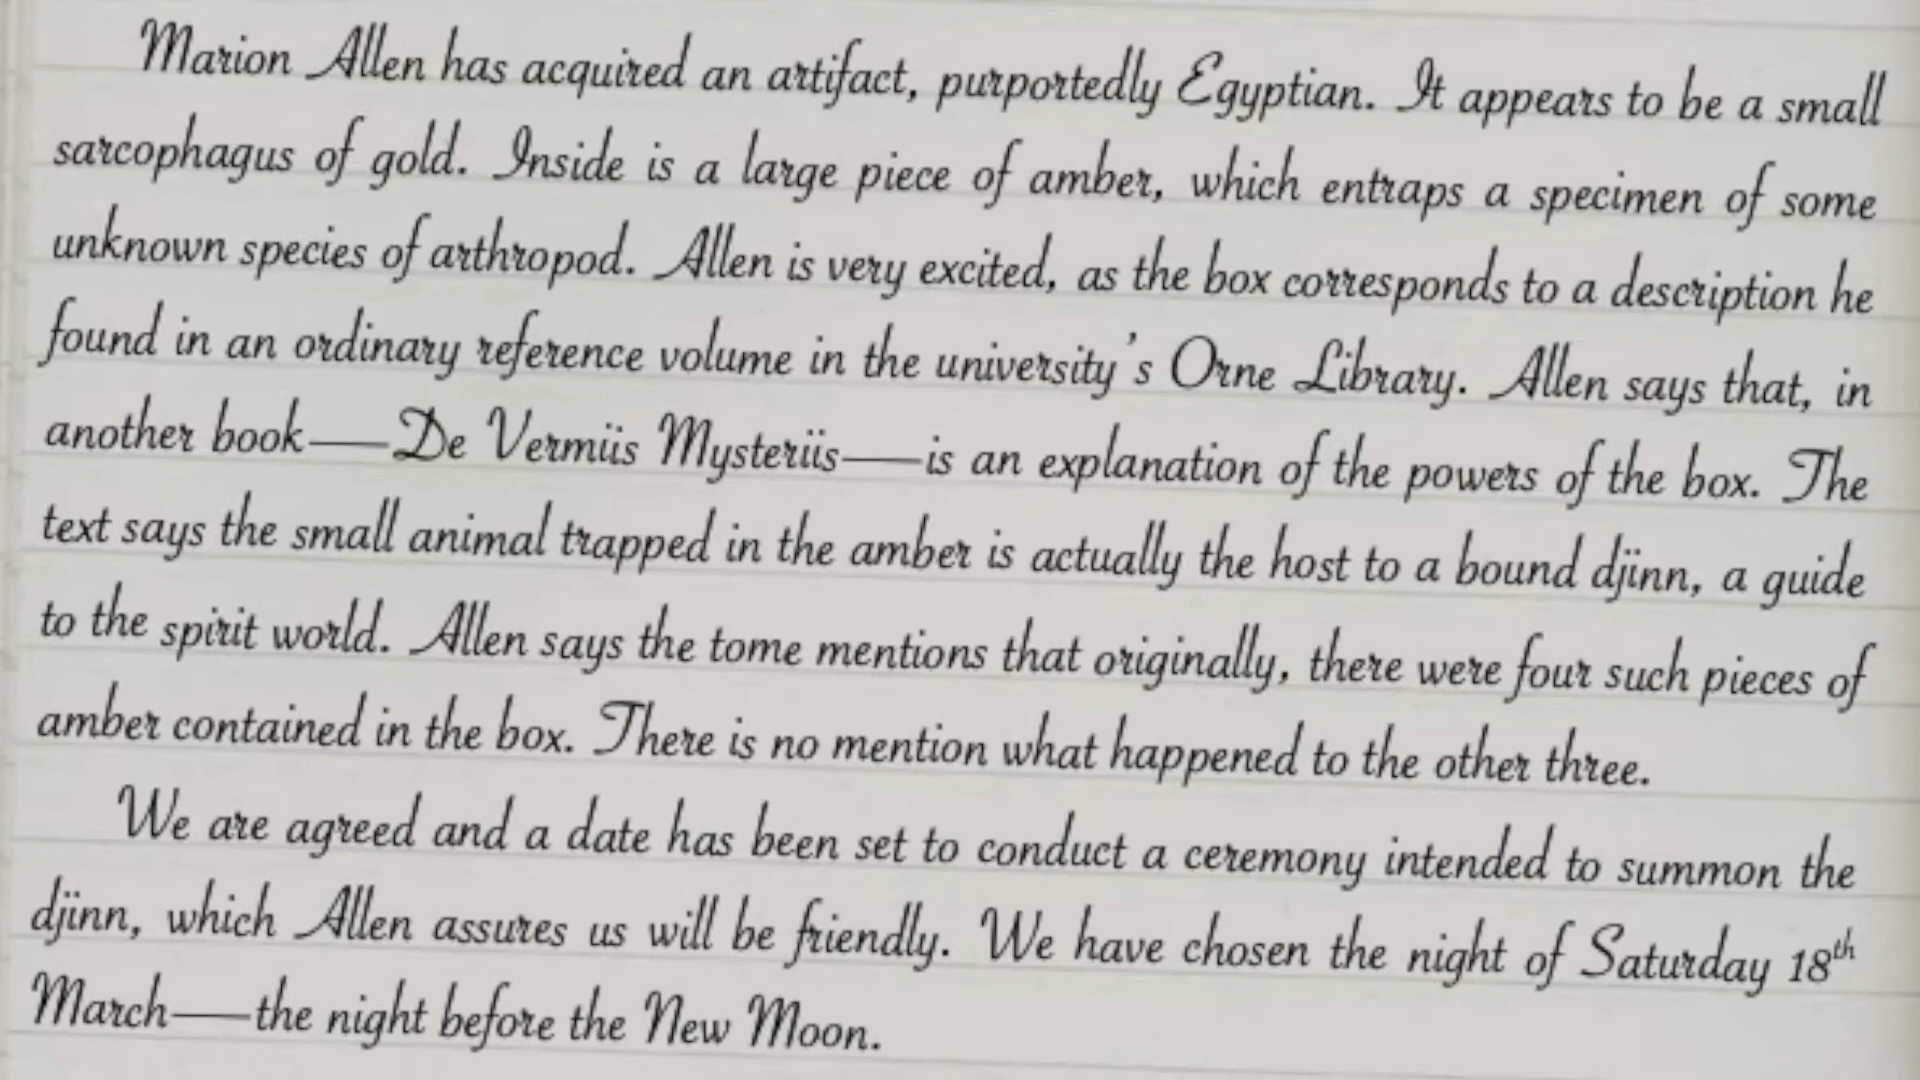 Marion Allen has acquired an artifact, purportedly Egyptian. It appears to be a small
sarcophagus of gold. Inside is a large piece of amber, which entraps a specimen of some
unknown species of arthropod. Allen is very excited, as the box corresponds to a description he
found in an ordinary reference volume in the university's Orne Library. Allen says that, in
another book—De Vermiis Mysteriis—is an explanation of the powers of the box. The
text says the small animal trapped in the amber is actually the host to a bound djinn, a guide
to the spirit world. Allen says the tome mentions that originally, there were four such pieces of
amber contained in the box. There is no mention what happened to the other three.
We are agreed and a date has been set to conduct a ceremony intended to summon the
djinn, which Allen assures us will be friendly. We have chosen the night of Saturday 18th
March—the night before the New Moon.